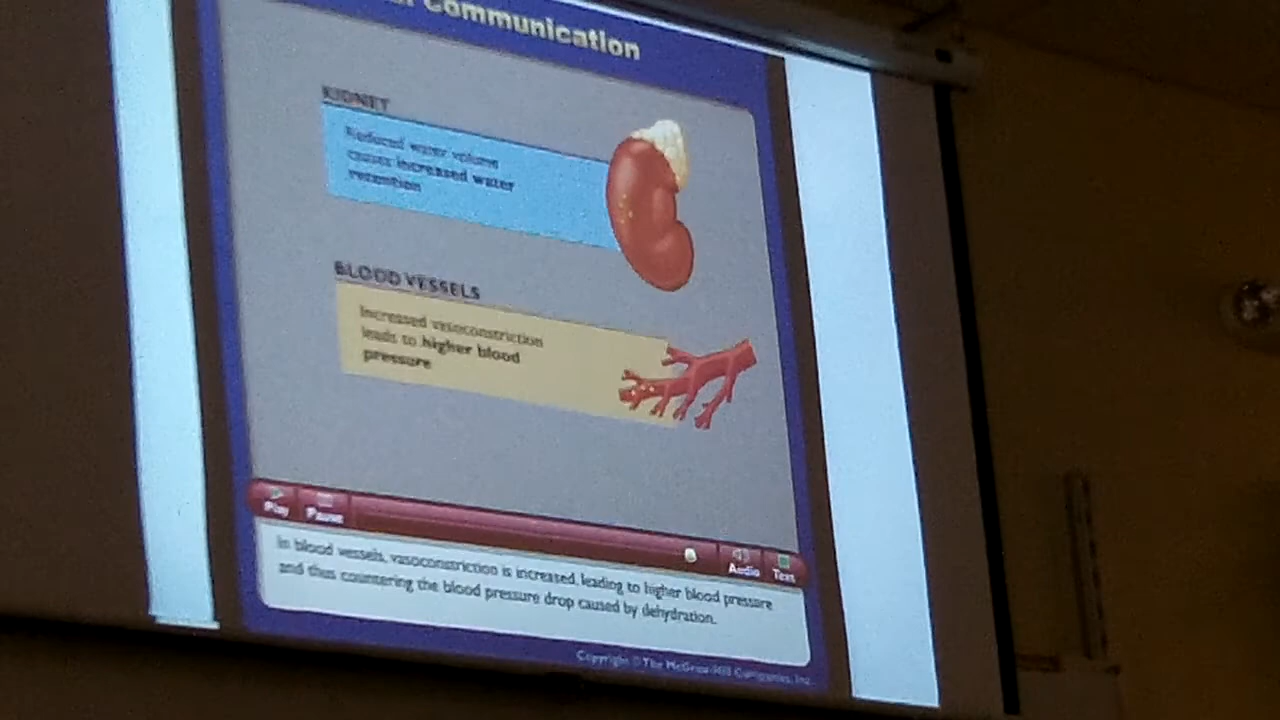 Communication
KIDNEY
Reduced water volume
causes increased water
retention
BLOOD VESSELS
Increased vasoconstriction
leads to higher blood
pressure
Play Pause Audio Text
In blood vessels, vasoconstriction is increased, leading to higher blood pressure
and thus countering the blood pressure drop caused by dehydration.
Copyright © The McGraw-Hill Companies, Inc.